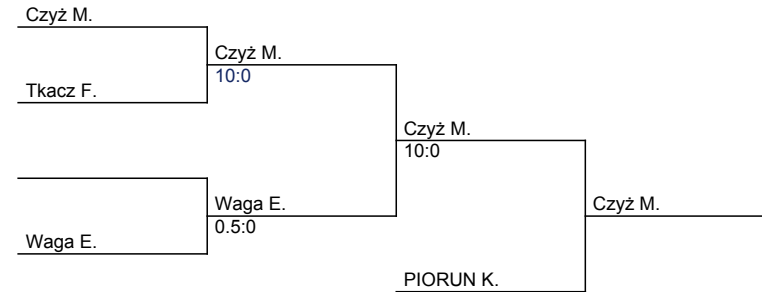 Czyż M.
Czyż M.
10:0
Tkacz F.
Czyż M.
10:0
Waga E.
0.5:0
Czyż M.
Waga E.
PIORUN K.